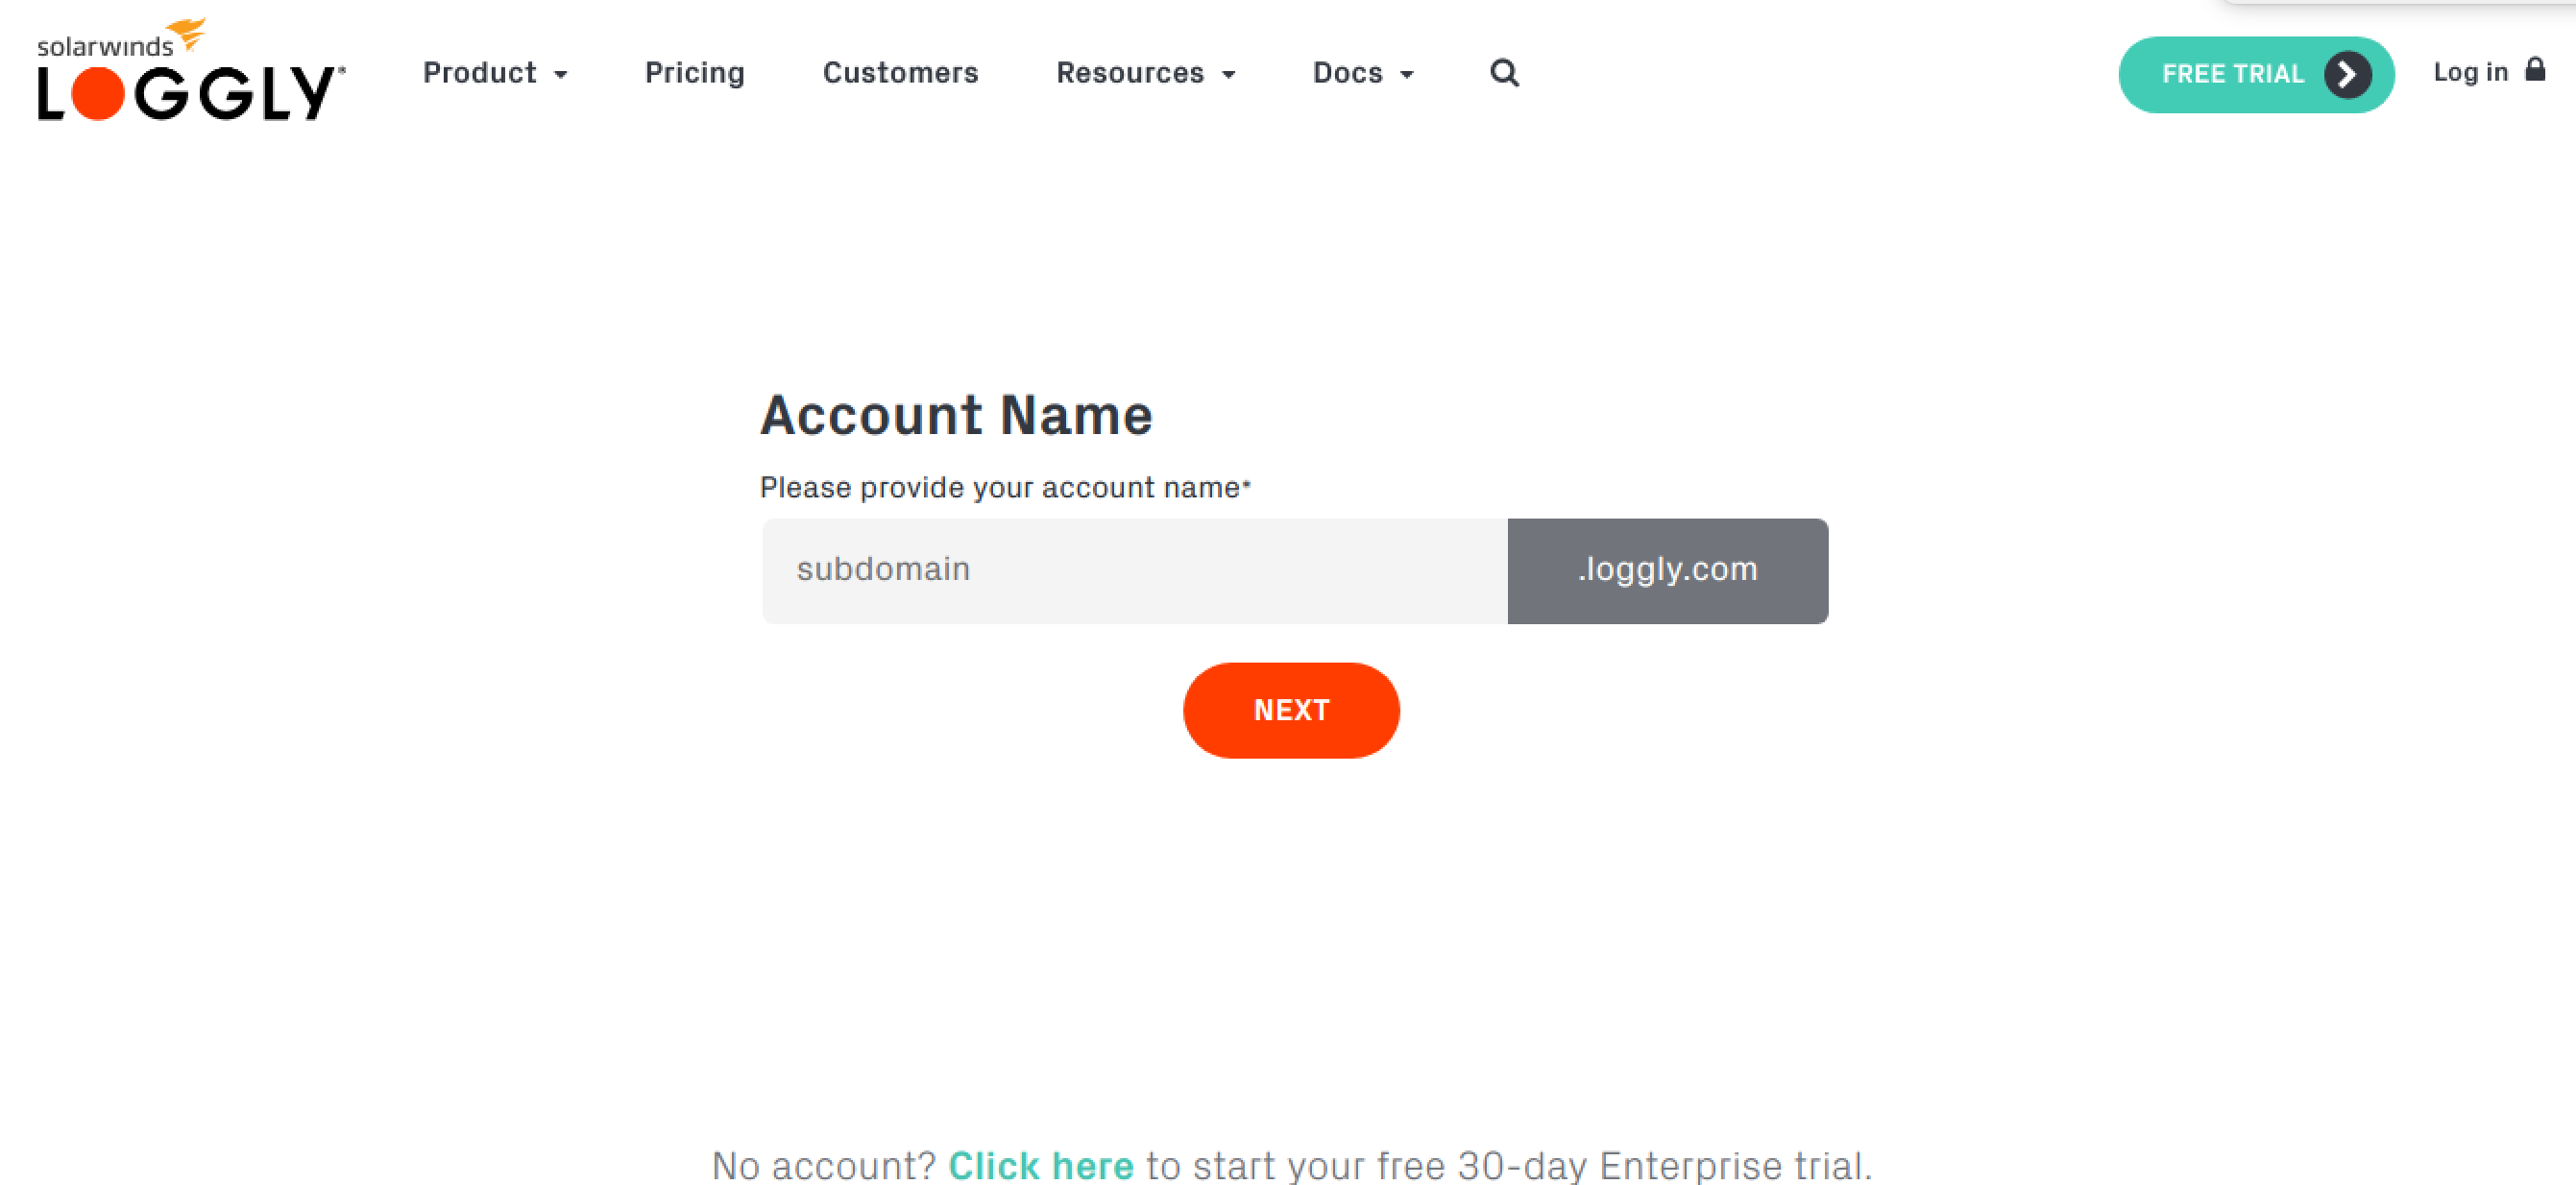 solarwinds
LOGGLY
Product Pricing Customers Resources Docs FREE TRIAL Log in
Account Name
Please provide your account name*
subdomain .loggly.com
NEXT
No account? Click here to start your free 30-day Enterprise trial.